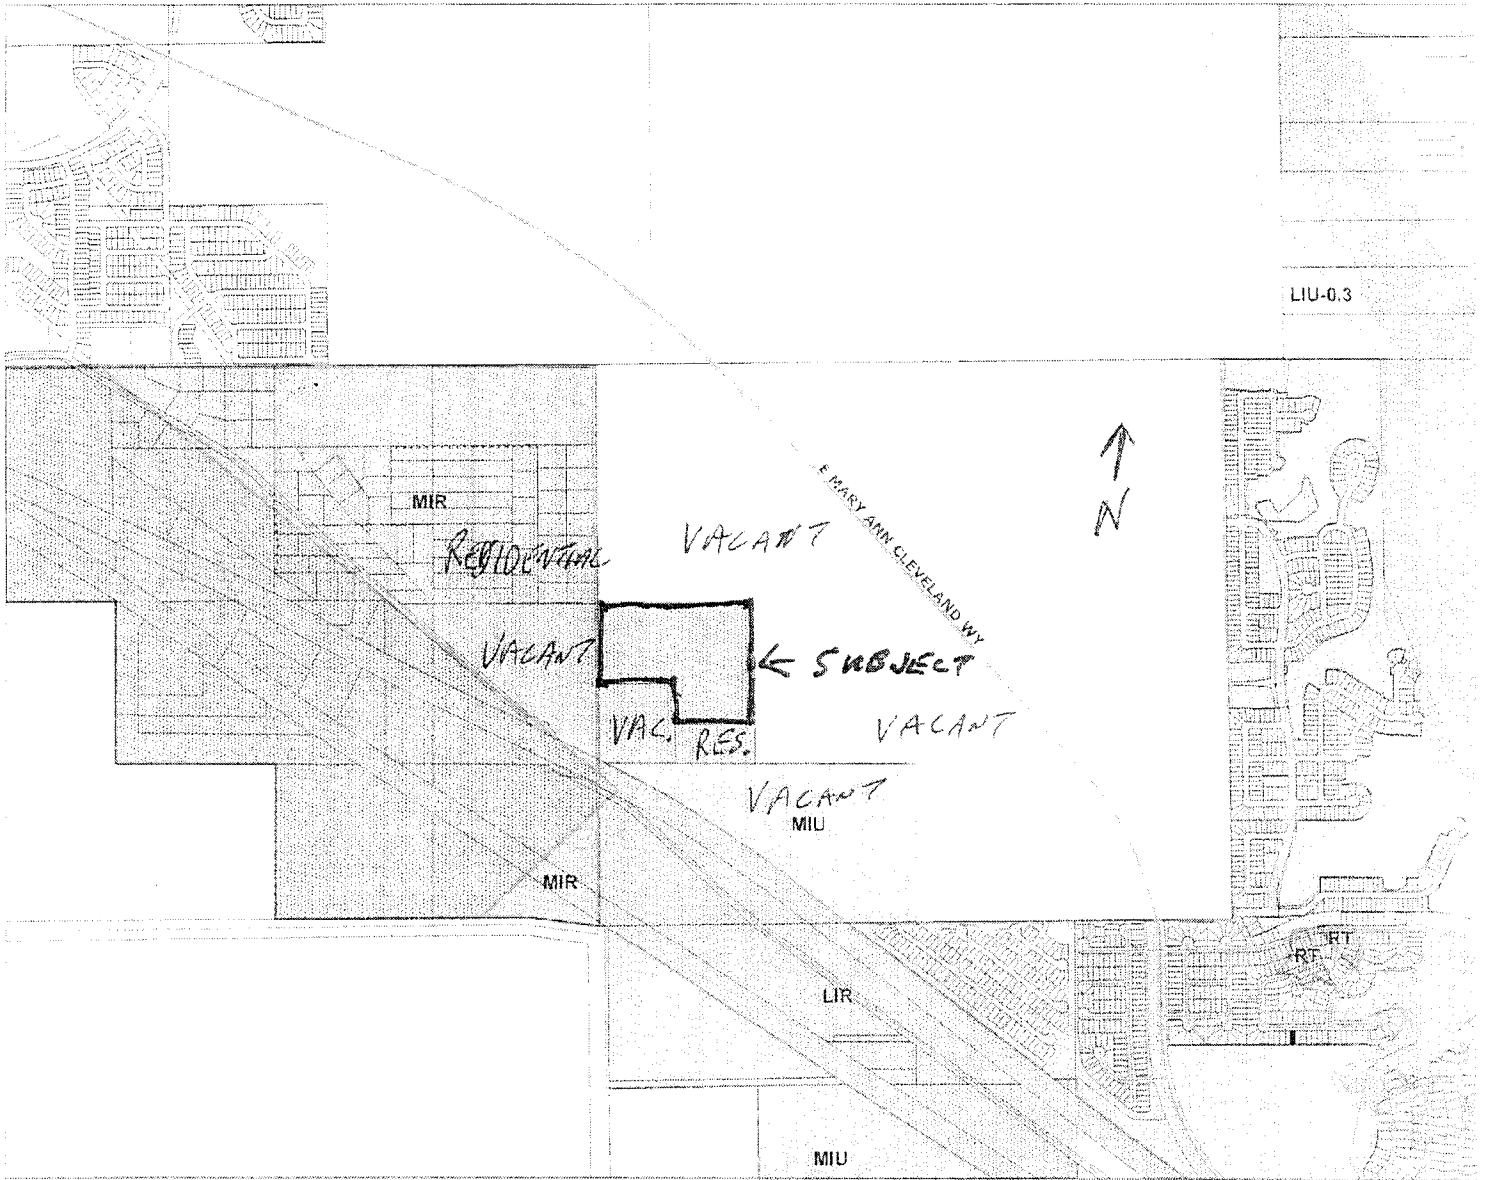 LIU-0.3
MIR
RESIDENTIAL
VACANT
E MARY ANN CLEVELAND WY
N
VACANT
← SUBJECT
VAC.
RES.
VACANT
VACANT
MIU
MIR
RT
RT
LIR
MIU